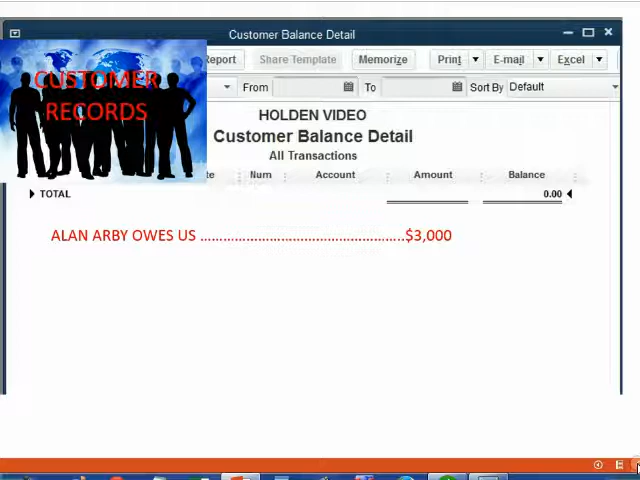 Customer Balance Detail
Report Share Template Memorize Print E-mail Excel
From To Sort By Default
CUSTOMER
RECORDS
HOLDEN VIDEO
Customer Balance Detail
All Transactions
Num Account Amount Balance
TOTAL 0.00
ALAN ARBY OWES US ………………………………………..$3,000